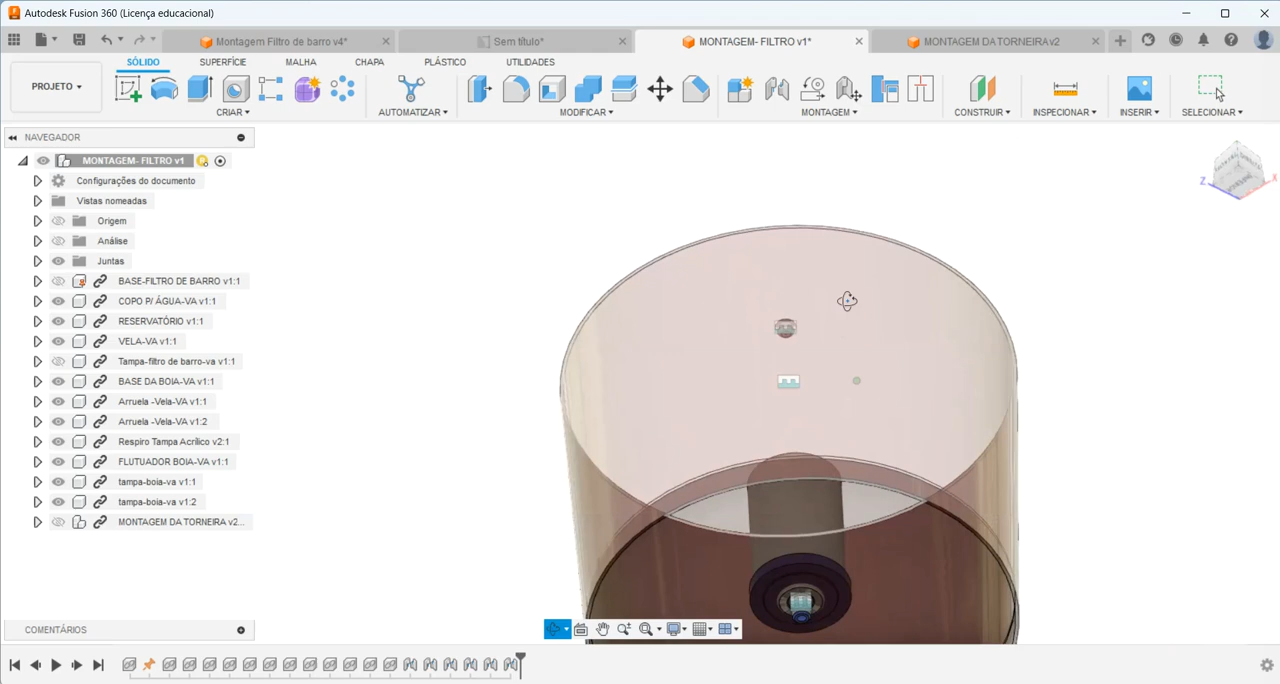 Autodesk Fusion 360 (Licença educacional)
Montagem Filtro de barro v4*
Sem título*
MONTAGEM- FILTRO v1*
MONTAGEM DA TORNEIRA v2
PROJETO
SÓLIDO
SUPERFÍCIE
MALHA
CHAPA
PLÁSTICO
UTILIDADES
CRIAR
AUTOMATIZAR
MODIFICAR
MONTAGEM
CONSTRUIR
INSPECIONAR
INSERIR
SELECIONAR
NAVEGADOR
MONTAGEM- FILTRO v1
Configurações do documento
Vistas nomeadas
Origem
Análise
Juntas
BASE-FILTRO DE BARRO v1:1
COPO P/ ÁGUA-VA v1:1
RESERVATÓRIO v1:1
VELA-VA v1:1
Tampa-filtro de barro-va v1:1
BASE DA BOIA-VA v1:1
Arruela -Vela-VA v1:1
Arruela -Vela-VA v1:2
Respiro Tampa Acrílico v2:1
FLUTUADOR BOIA-VA v1:1
tampa-boia-va v1:1
tampa-boia-va v1:2
MONTAGEM DA TORNEIRA v2...
Z
X
COMENTÁRIOS